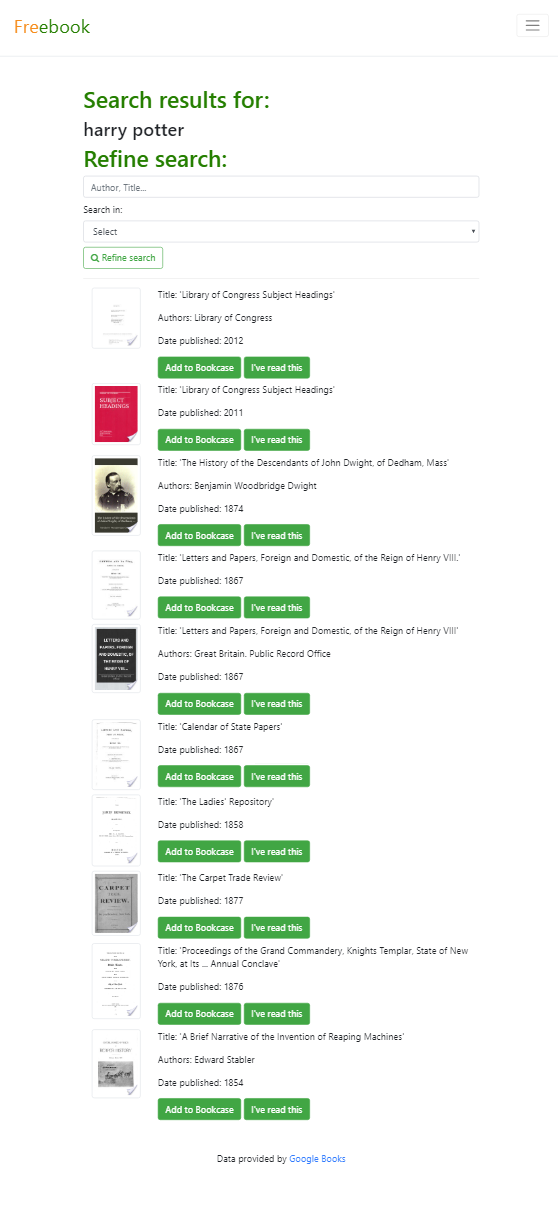 Freebook
Search results for:
harry potter
Refine search:
Author, Title...
Search in:
Select
Refine search
Title: 'Library of Congress Subject Headings'
Authors: Library of Congress
Date published: 2012
Add to Bookcase I've read this
SUBJECT
HEADINGS
Title: 'Library of Congress Subject Headings'
Date published: 2011
Add to Bookcase I've read this
Title: 'The History of the Descendants of John Dwight, of Dedham, Mass'
Authors: Benjamin Woodbridge Dwight
Date published: 1874
Add to Bookcase I've read this
Title: 'Letters and Papers, Foreign and Domestic, of the Reign of Henry VIII.'
Date published: 1867
Add to Bookcase I've read this
LETTERS AND
PAPERS, FOREIGN
AND DOMESTIC, OF
THE REIGN OF
HENRY VIII...
Title: 'Letters and Papers, Foreign and Domestic, of the Reign of Henry VIII'
Authors: Great Britain. Public Record Office
Date published: 1867
Add to Bookcase I've read this
Title: 'Calendar of State Papers'
Date published: 1867
Add to Bookcase I've read this
Title: 'The Ladies' Repository'
Date published: 1858
Add to Bookcase I've read this
CARPET
TRADE
REVIEW.
Title: 'The Carpet Trade Review'
Date published: 1877
Add to Bookcase I've read this
Title: 'Proceedings of the Grand Commandery, Knights Templar, State of New
York, at Its ... Annual Conclave'
Date published: 1876
Add to Bookcase I've read this
Title: 'A Brief Narrative of the Invention of Reaping Machines'
Authors: Edward Stabler
Date published: 1854
Add to Bookcase I've read this
Data provided by Google Books